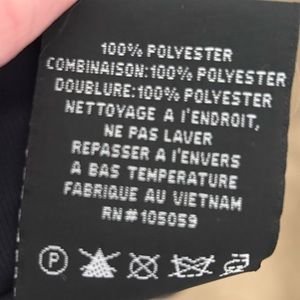 100% POLYESTER
COMBINAISON:100% POLYESTER
DOUBLURE:100% POLYESTER
NETTOYAGE A l'ENDROIT,
NE PAS LAVER
REPASSER A l'ENVERS
A BAS TEMPERATURE
FABRIQUE AU VIETNAM
RN#105059
P